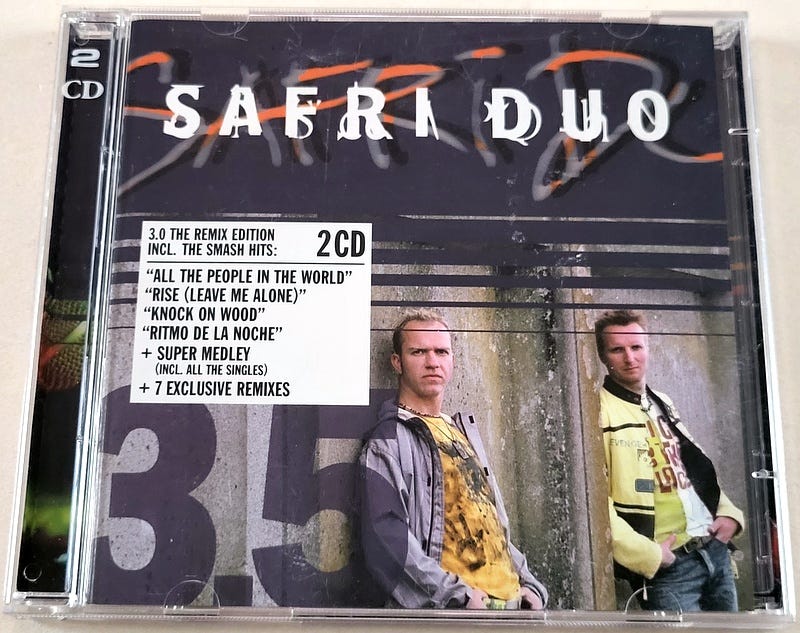 2
CD
SAFRI DUO
3.0 THE REMIX EDITION
INCL. THE SMASH HITS: 2CD
"ALL THE PEOPLE IN THE WORLD"
"RISE (LEAVE ME ALONE)"
"KNOCK ON WOOD"
"RITMO DE LA NOCHE"
+ SUPER MEDLEY
(INCL. ALL THE SINGLES)
+ 7 EXCLUSIVE REMIXES
3.5